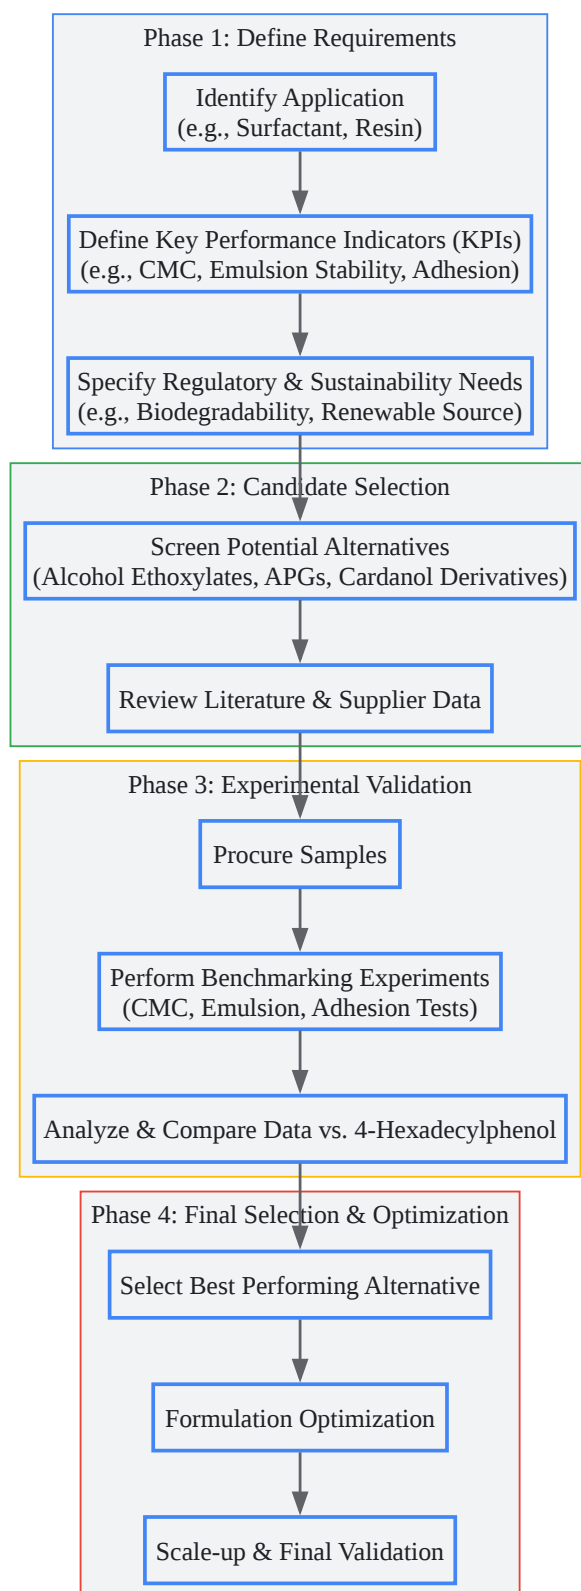 Phase 1: Define Requirements
Identify Application
(e.g., Surfactant, Resin)
Define Key Performance Indicators (KPIs)
(e.g., CMC, Emulsion Stability, Adhesion)
Specify Regulatory & Sustainability Needs
(e.g., Biodegradability, Renewable Source)
Phase 2: Candidate Selection
Screen Potential Alternatives
(Alcohol Ethoxylates, APGs, Cardanol Derivatives)
Review Literature & Supplier Data
Phase 3: Experimental Validation
Procure Samples
Perform Benchmarking Experiments
(CMC, Emulsion, Adhesion Tests)
Analyze & Compare Data vs. 4-Hexadecylphenol
Phase 4: Final Selection & Optimization
Select Best Performing Alternative
Formulation Optimization
Scale-up & Final Validation